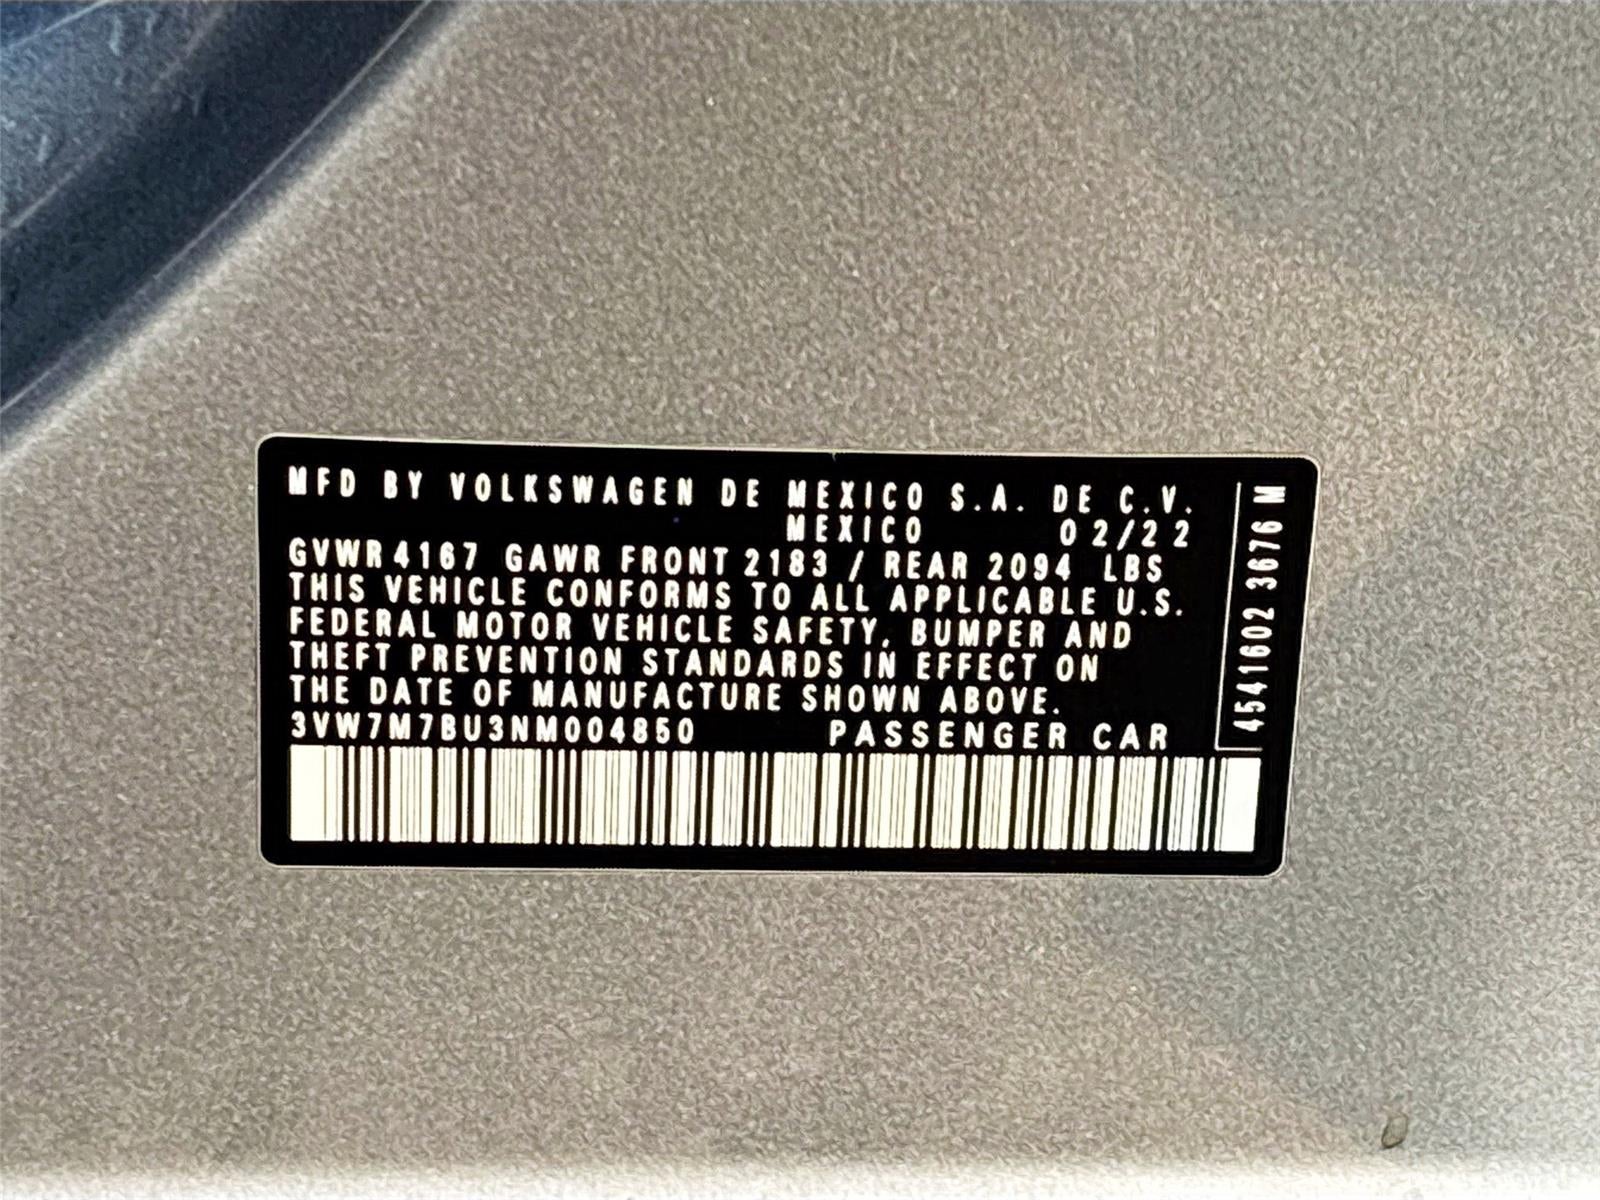 MFD BY VOLKSWAGEN DE MEXICO S.A. DE C.V.
MEXICO 02/22
GVWR 4167 GAWR FRONT 2183 / REAR 2094 LBS
THIS VEHICLE CONFORMS TO ALL APPLICABLE U.S.
FEDERAL MOTOR VEHICLE SAFETY, BUMPER AND
THEFT PREVENTION STANDARDS IN EFFECT ON
THE DATE OF MANUFACTURE SHOWN ABOVE.
3VW7M7BU3NM004850 PASSENGER CAR
4541602 3676 M